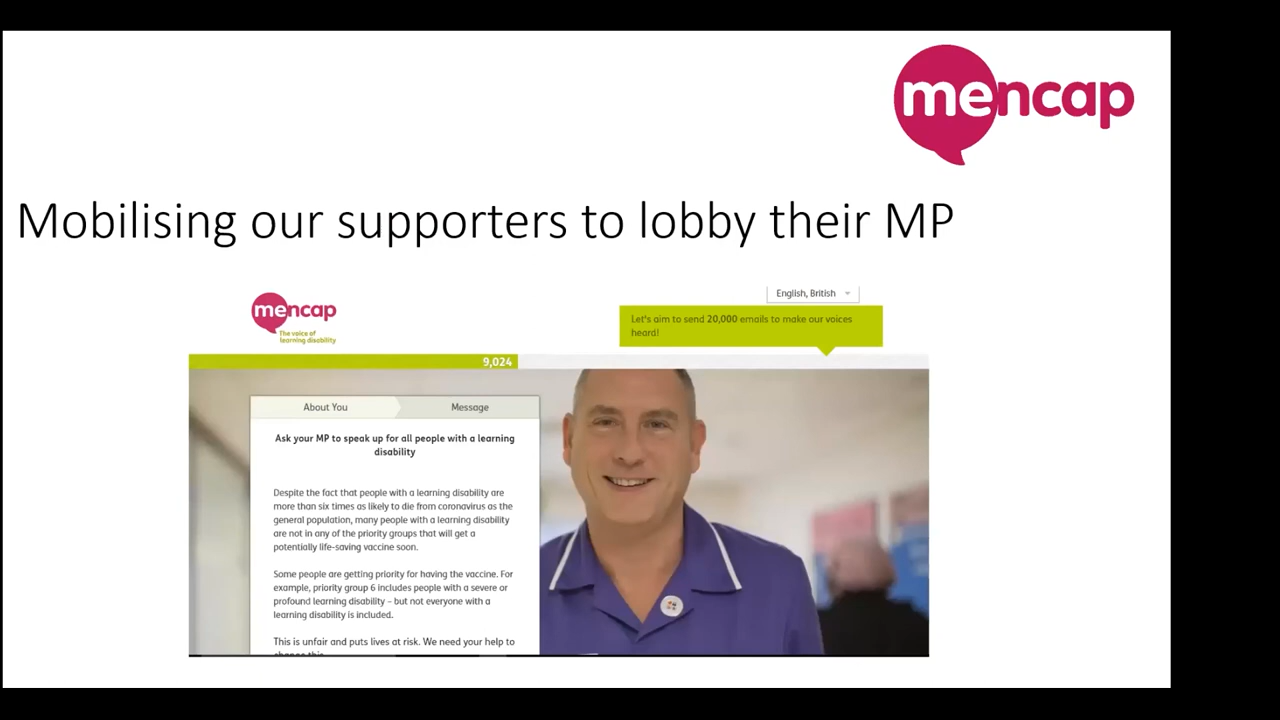 mencap
Mobilising our supporters to lobby their MP
mencap
The voice of
learning disability
English, British
Let's aim to send 20,000 emails to make our voices
heard!
9,024
About You
Message
Ask your MP to speak up for all people with a learning
disability
Despite the fact that people with a learning disability are
more than six times as likely to die from coronavirus as the
general population, many people with a learning disability
are not in any of the priority groups that will get a
potentially life-saving vaccine soon.
Some people are getting priority for having the vaccine. For
example, priority group 6 includes people with a severe or
profound learning disability – but not everyone with a
learning disability is included.
This is unfair and puts lives at risk. We need your help to
change this.